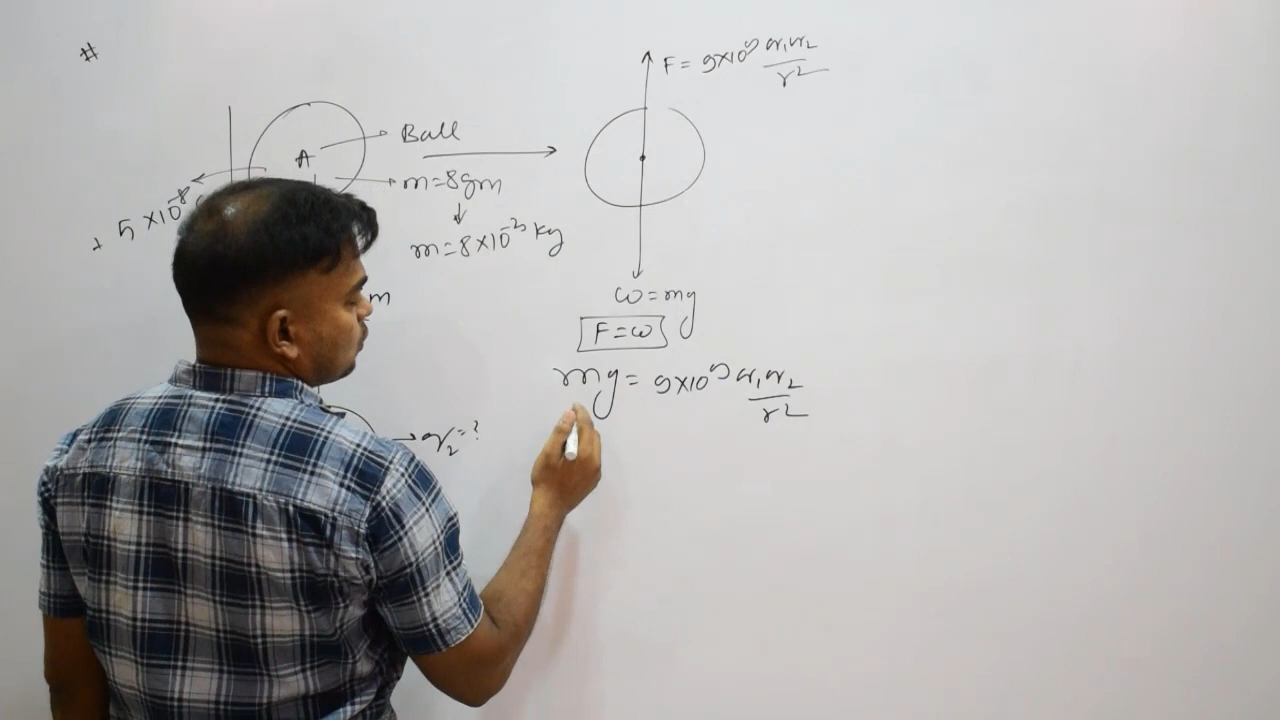 #
F = 9×10⁹ q₁q₂/r²
A
Ball
m=8gm
+ 5×10⁻⁸
m=8×10⁻³ kg
m
ω=mg
F=ω
mg = 9×10⁹ q₁q₂/r²
q₂=?